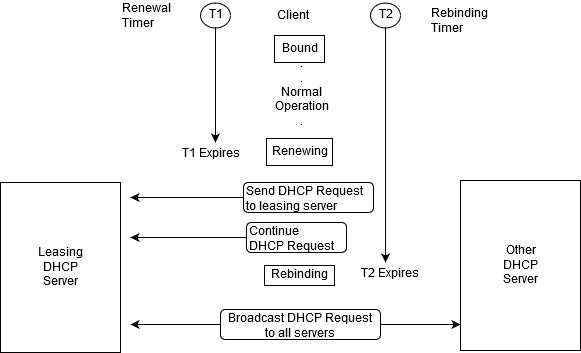 Renewal
Timer
T1
Client
T2
Rebinding
Timer
Bound
.
.
Normal
Operation
.
T1 Expires
Renewing
Send DHCP Request
to leasing server
Continue
DHCP Request
Leasing
DHCP
Server
Other
DHCP
Server
Rebinding
T2 Expires
Broadcast DHCP Request
to all servers